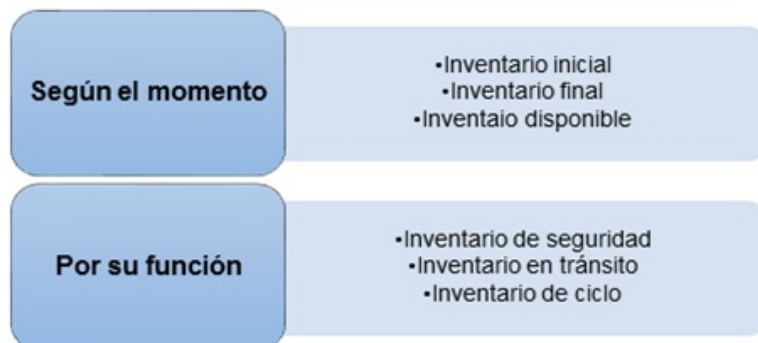 Según el momento
•Inventario inicial
•Inventario final
•Inventaio disponible
Por su función
•Inventario de seguridad
•Inventario en tránsito
•Inventario de ciclo